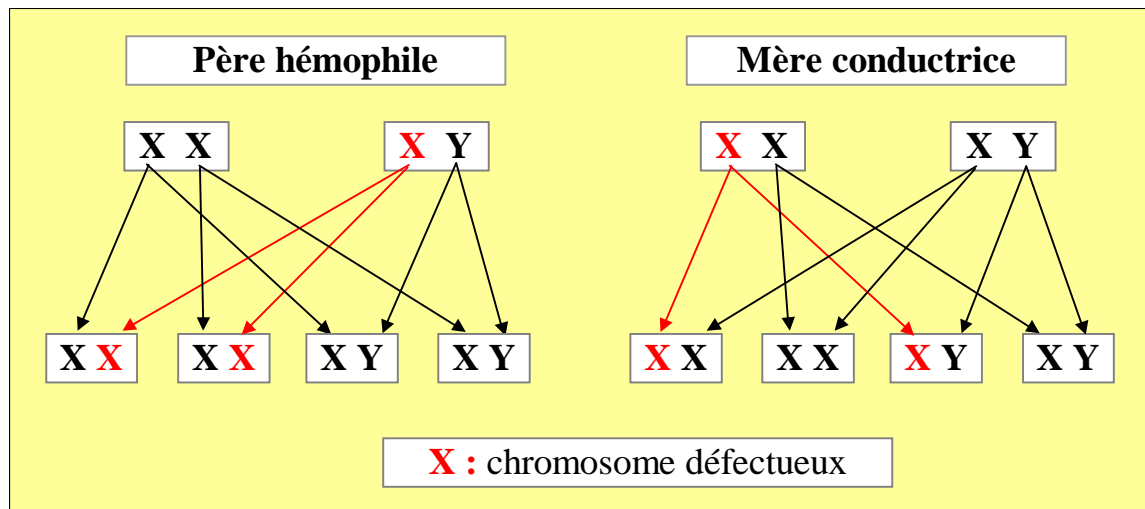 Père hémophile
Mère conductrice
X X
X Y
X X
X Y
X X
X X
X Y
X Y
X X
X X
X Y
X Y
X : chromosome défectueux